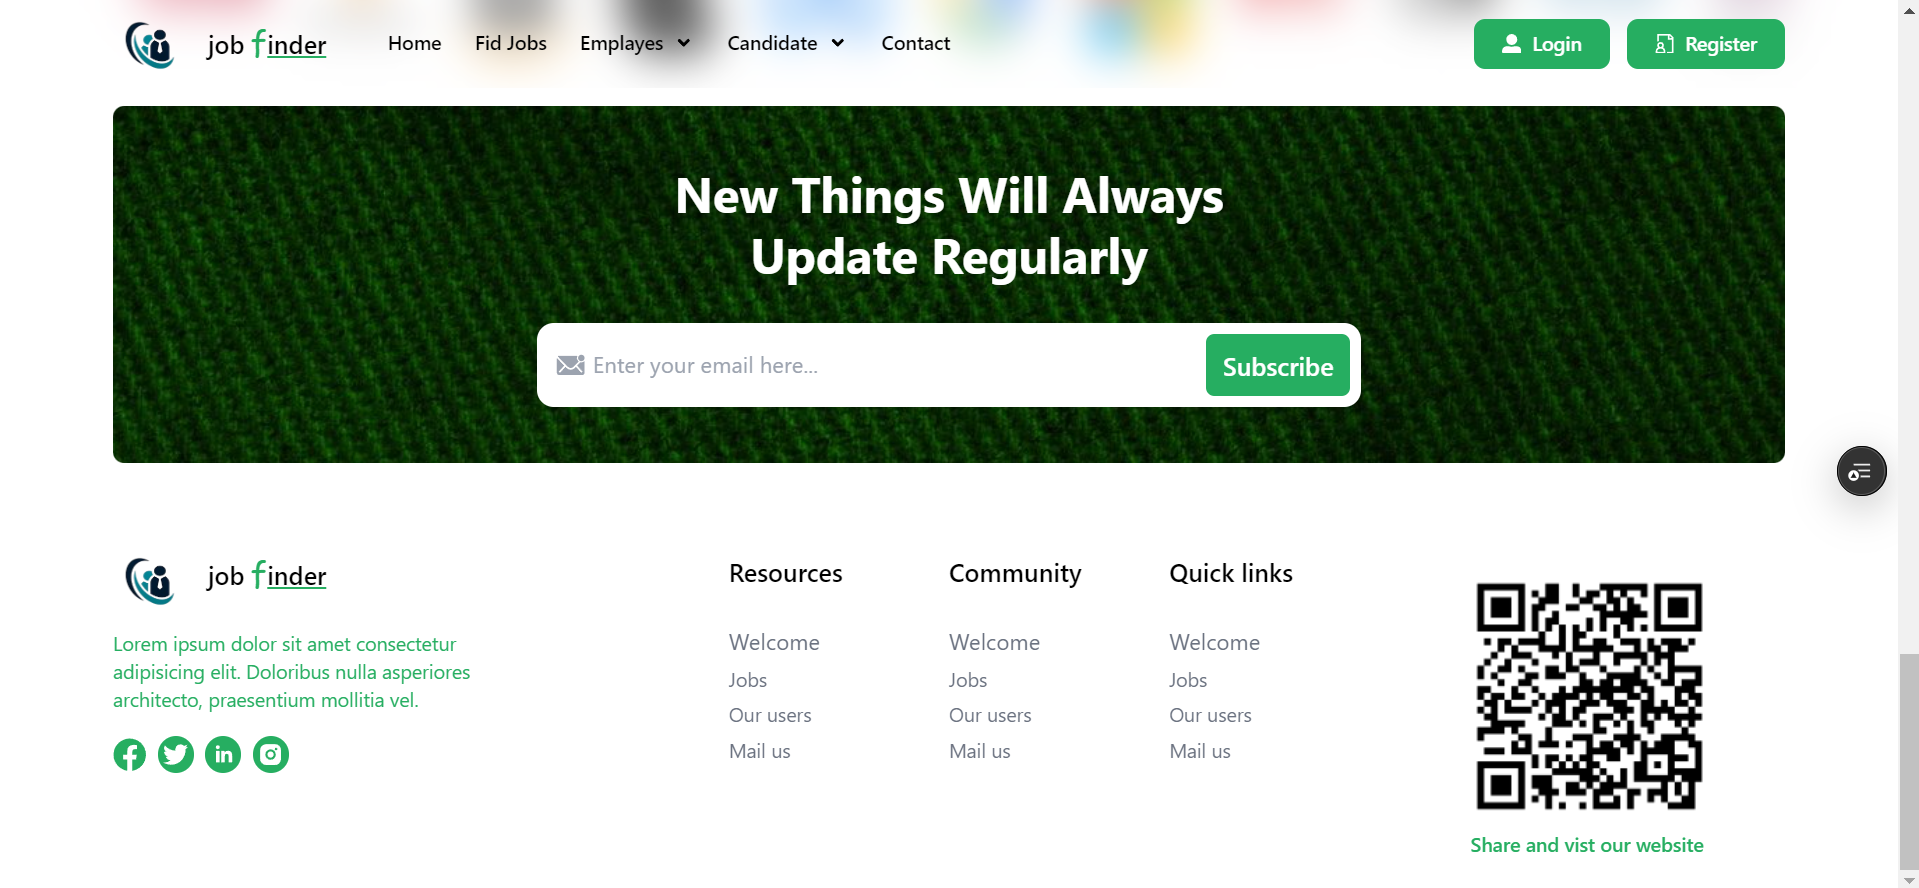 job finder
Home
Fid Jobs
Employes
Candidate
Contact
Login
Register
New Things Will Always
Update Regularly
Enter your email here...
Subscribe
job finder
Lorem ipsum dolor sit amet consectetur
adipisicing elit. Doloribus nulla asperiores
architecto, praesentium mollitia vel.
Resources
Welcome
Jobs
Our users
Mail us
Community
Welcome
Jobs
Our users
Mail us
Quick links
Welcome
Jobs
Our users
Mail us
Share and vist our website